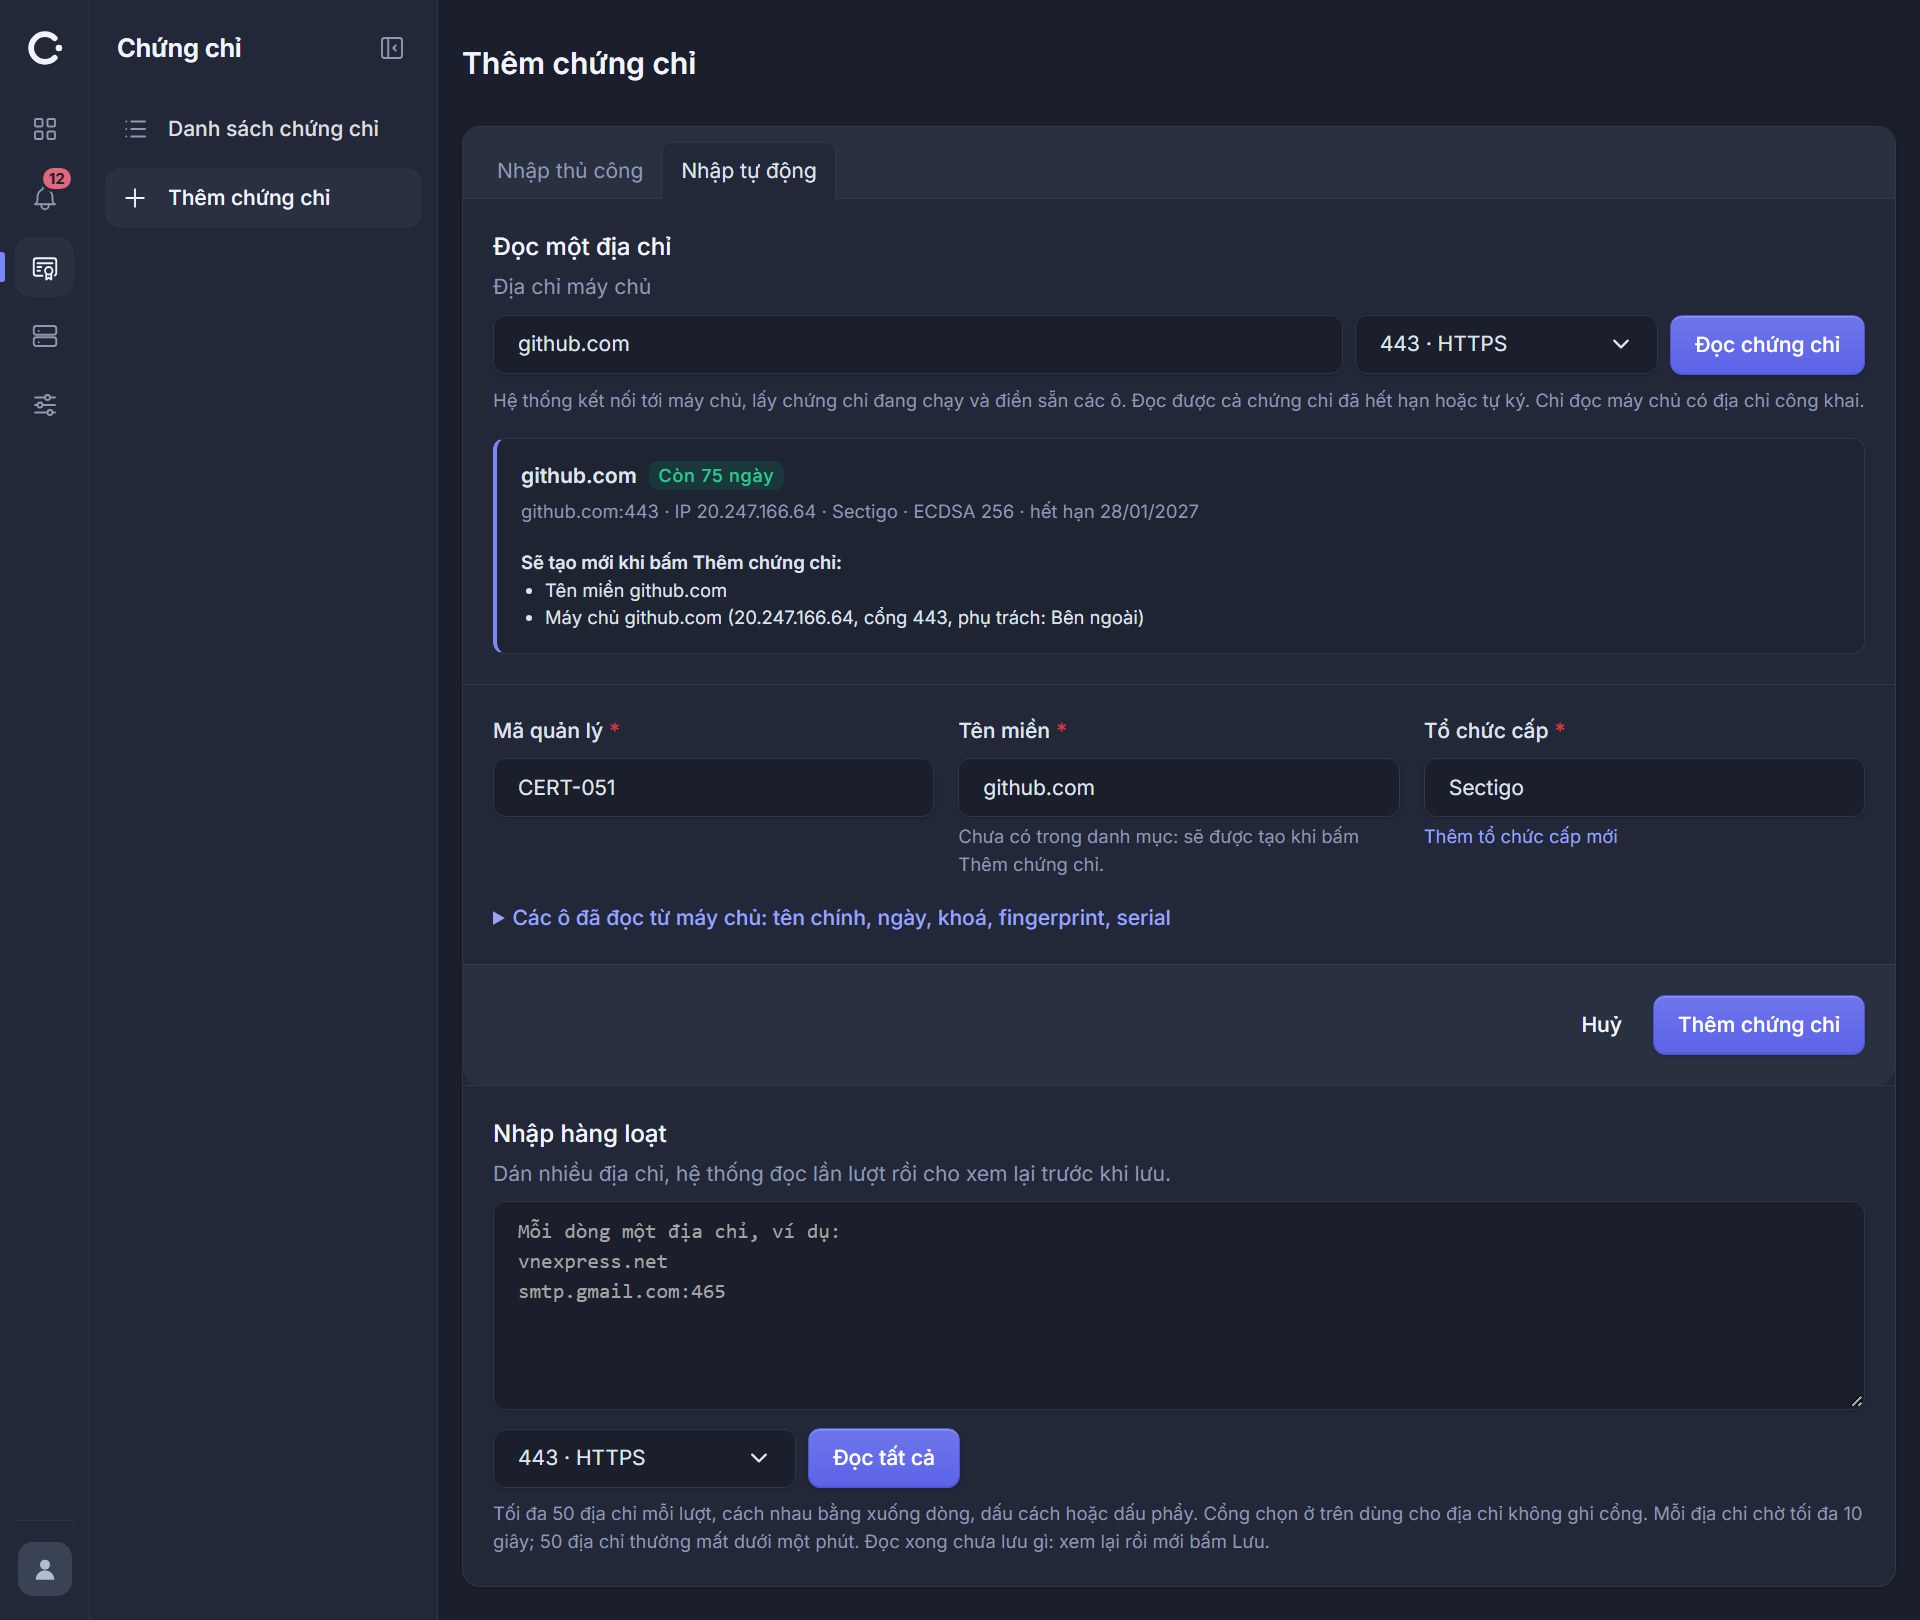 Chứng chỉ
Danh sách chứng chỉ
Thêm chứng chỉ
12
Thêm chứng chỉ
Nhập thủ công
Nhập tự động
Đọc một địa chỉ
Địa chỉ máy chủ
github.com
443 · HTTPS
Đọc chứng chỉ
Hệ thống kết nối tới máy chủ, lấy chứng chỉ đang chạy và điền sẵn các ô. Đọc được cả chứng chỉ đã hết hạn hoặc tự ký. Chỉ đọc máy chủ có địa chỉ công khai.
github.com Còn 75 ngày
github.com:443 · IP 20.247.166.64 · Sectigo · ECDSA 256 · hết hạn 28/01/2027
Sẽ tạo mới khi bấm Thêm chứng chỉ:
• Tên miền github.com
• Máy chủ github.com (20.247.166.64, cổng 443, phụ trách: Bên ngoài)
Mã quản lý *
CERT-051
Tên miền *
github.com
Chưa có trong danh mục: sẽ được tạo khi bấm
Thêm chứng chỉ.
Tổ chức cấp *
Sectigo
Thêm tổ chức cấp mới
▶ Các ô đã đọc từ máy chủ: tên chính, ngày, khoá, fingerprint, serial
Huỷ
Thêm chứng chỉ
Nhập hàng loạt
Dán nhiều địa chỉ, hệ thống đọc lần lượt rồi cho xem lại trước khi lưu.
Mỗi dòng một địa chỉ, ví dụ:
vnexpress.net
smtp.gmail.com:465
443 · HTTPS
Đọc tất cả
Tối đa 50 địa chỉ mỗi lượt, cách nhau bằng xuống dòng, dấu cách hoặc dấu phẩy. Cổng chọn ở trên dùng cho địa chỉ không ghi cổng. Mỗi địa chỉ chờ tối đa 10
giây; 50 địa chỉ thường mất dưới một phút. Đọc xong chưa lưu gì: xem lại rồi mới bấm Lưu.